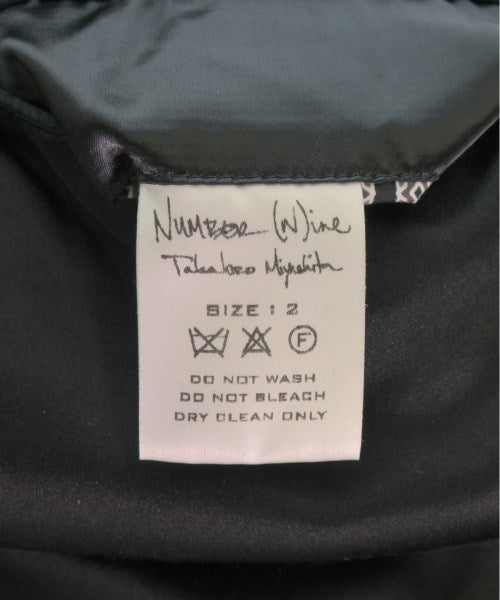 NUMBER (N)ine
Takahiro Miyashita
SIZE : 2
F
DO NOT WASH
DO NOT BLEACH
DRY CLEAN ONLY